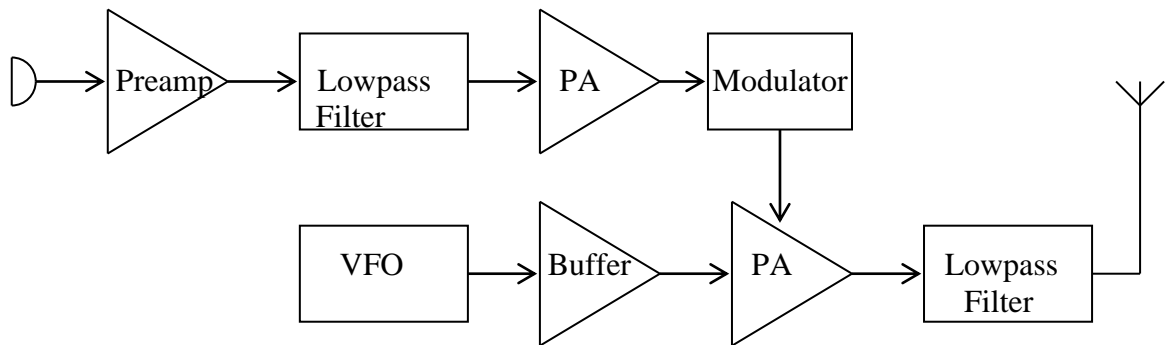 Preamp
Lowpass
Filter
PA
Modulator
VFO
Buffer
PA
Lowpass
Filter